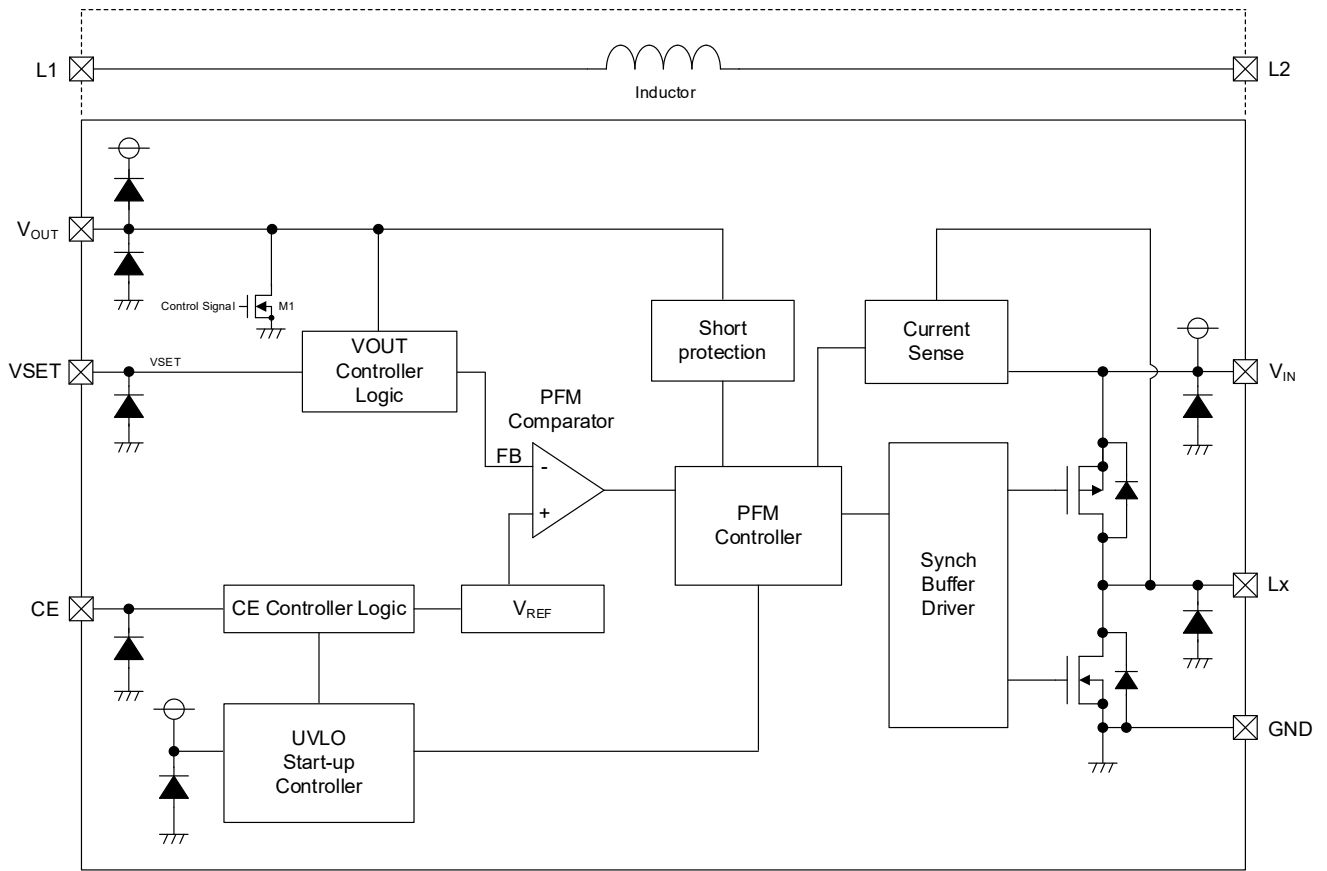 L1
L2
Inductor
VOUT
Control Signal
M1
Short
protection
Current
Sense
VSET
VSET
VOUT
Controller
Logic
VIN
PFM
Comparator
FB
-
+
PFM
Controller
Synch
Buffer
Driver
CE
CE Controller Logic
VREF
Lx
UVLO
Start-up
Controller
GND